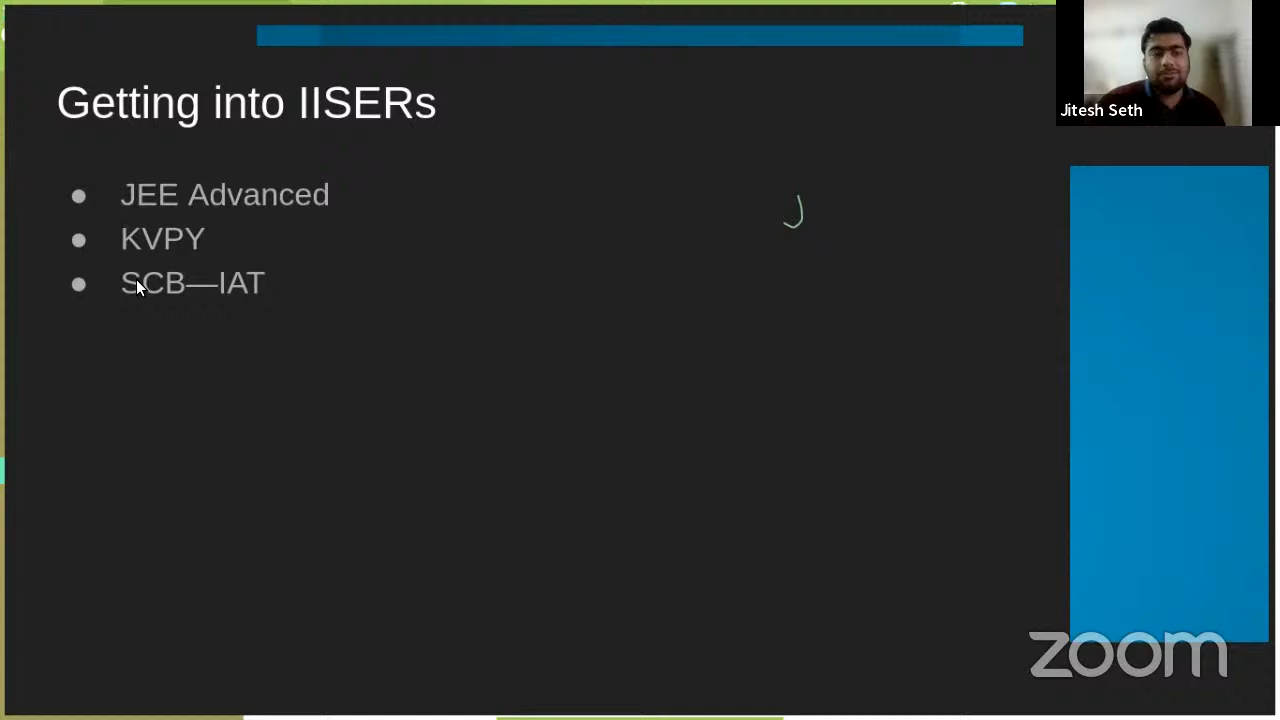 Getting into IISERs
Jitesh Seth
JEE Advanced
KVPY
SCB—IAT
zoom